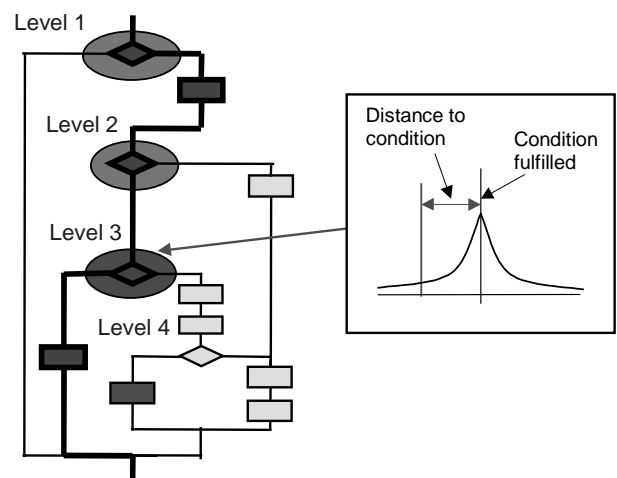 Level 1
Level 2
Level 3
Level 4
Distance to
condition
Condition
fulfilled